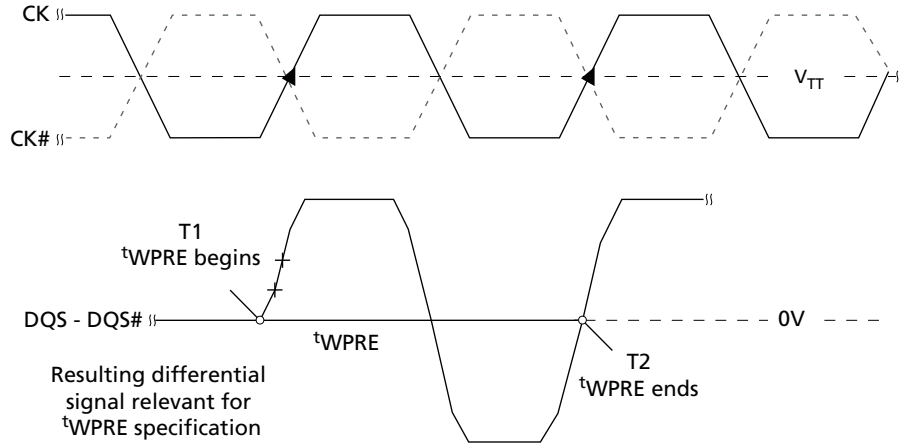 CK
V_TT
CK#
T1
ᵗWPRE begins
DQS - DQS#
0V
ᵗWPRE
T2
ᵗWPRE ends
Resulting differential
signal relevant for
ᵗWPRE specification